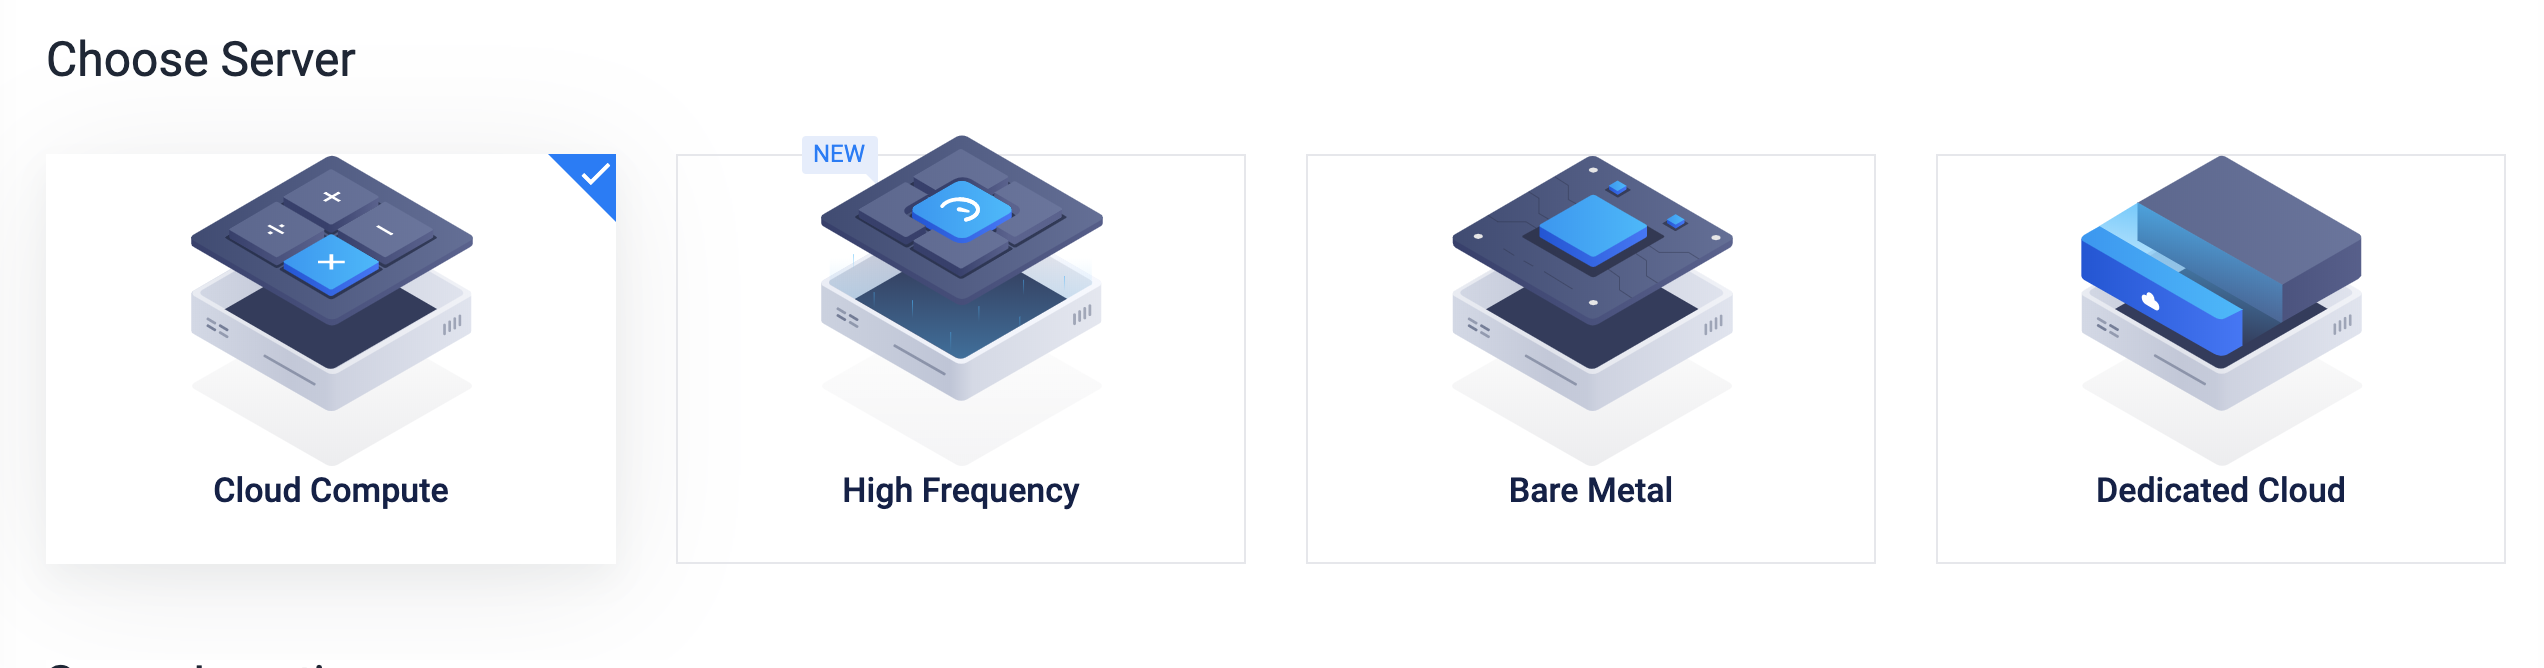 Choose Server
NEW
Cloud Compute
High Frequency
Bare Metal
Dedicated Cloud